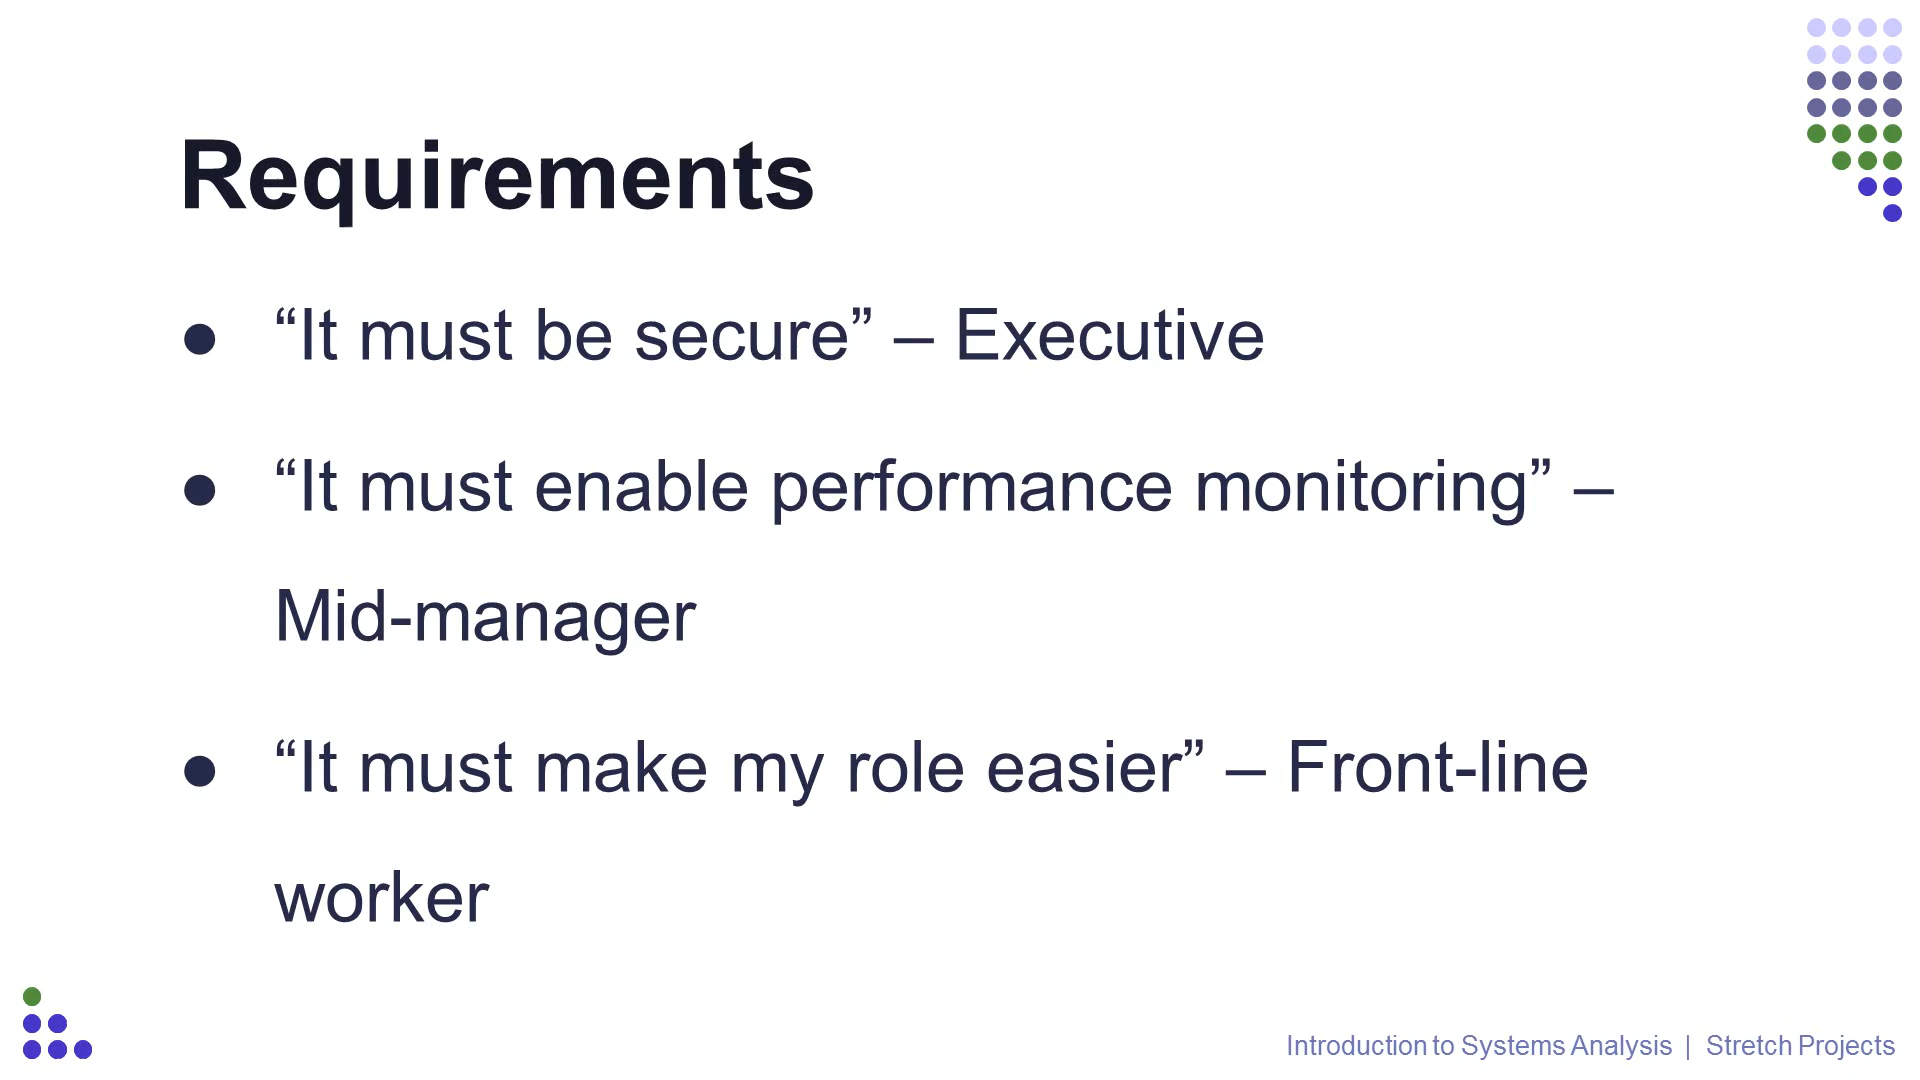 Requirements
● “It must be secure” – Executive
● “It must enable performance monitoring” –
Mid-manager
● “It must make my role easier” – Front-line
worker
Introduction to Systems Analysis | Stretch Projects